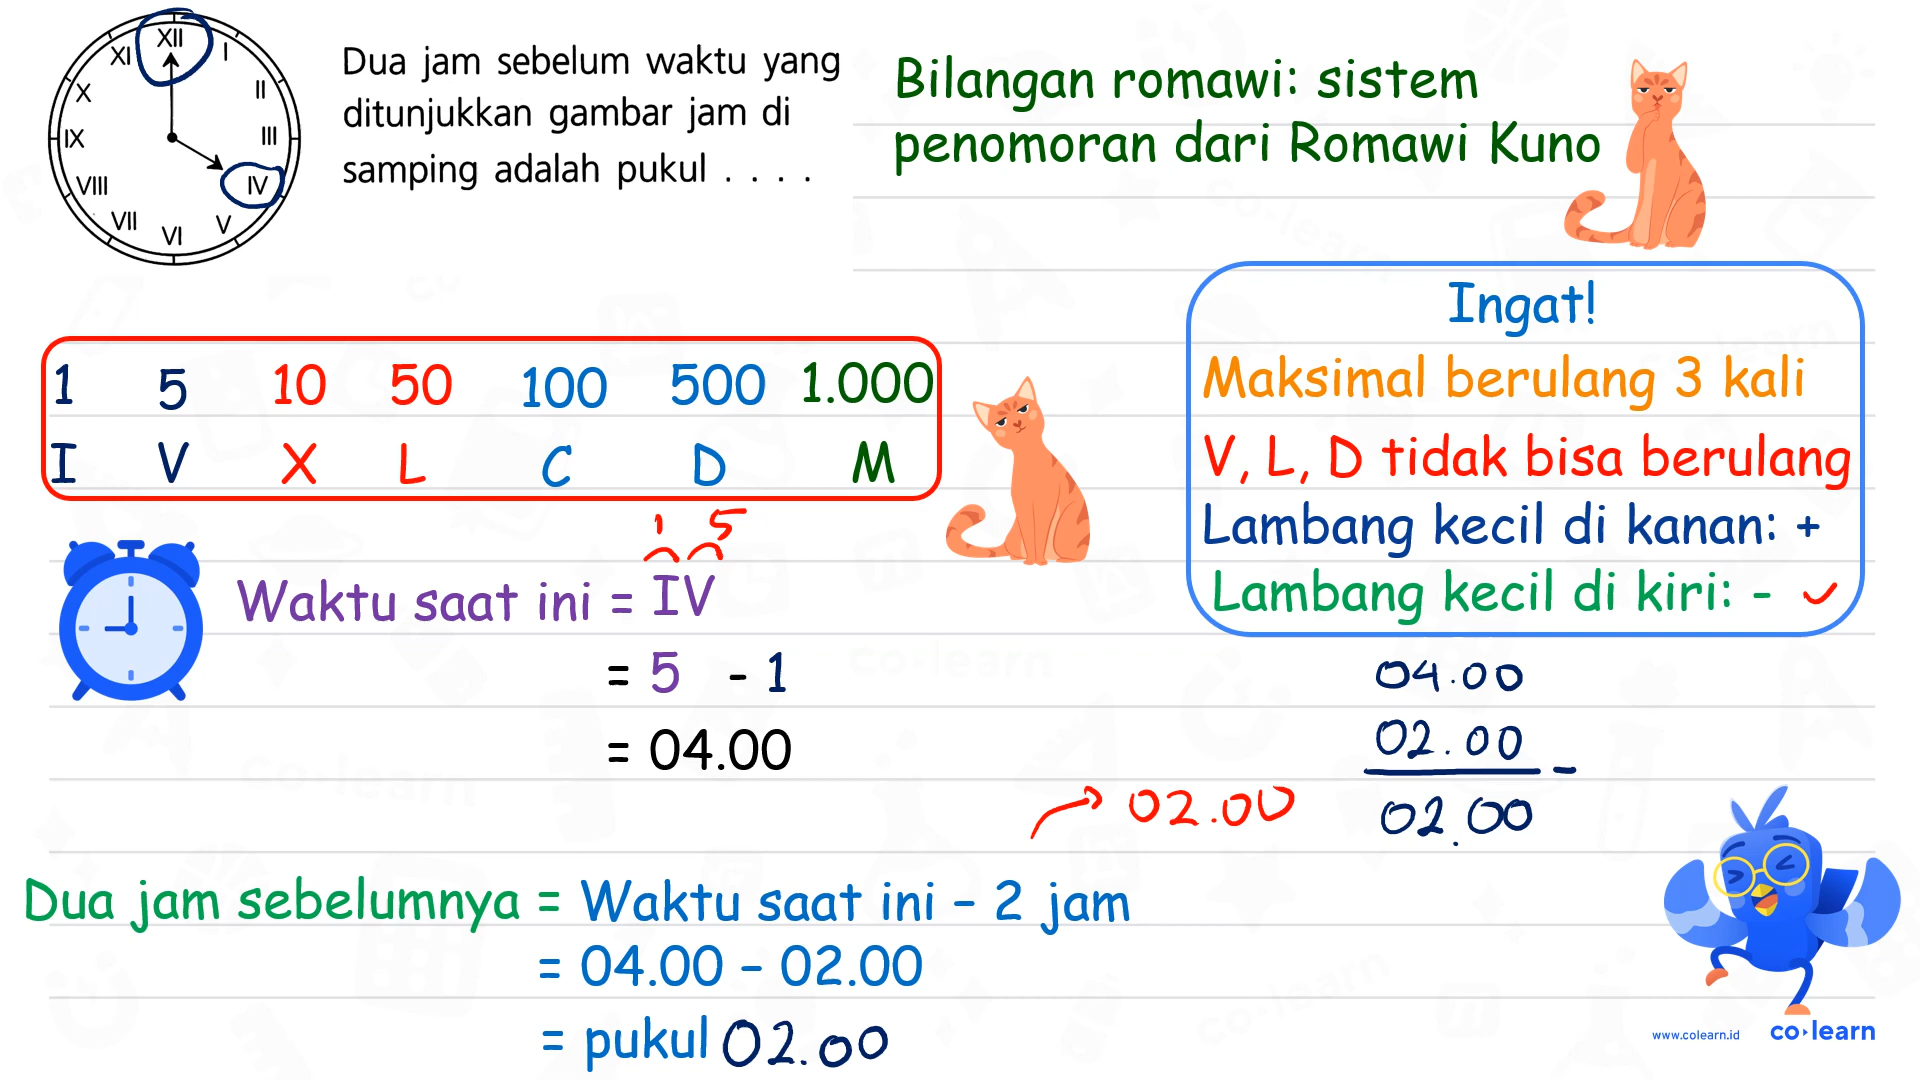 XII
XI
I
X
II
IX
III
VIII
IV
VII
V
VI
Dua jam sebelum waktu yang
ditunjukkan gambar jam di
samping adalah pukul . . . .
Bilangan romawi: sistem
penomoran dari Romawi Kuno
1 5 10 50 100 500 1.000
I V X L C D M
Ingat!
Maksimal berulang 3 kali
V, L, D tidak bisa berulang
Lambang kecil di kanan: +
Lambang kecil di kiri: -
1 5
Waktu saat ini = IV
= 5 - 1
= 04.00
04.00
02.00 -
02.00
02.00
Dua jam sebelumnya = Waktu saat ini – 2 jam
= 04.00 – 02.00
= pukul 02.00
www.colearn.id
co learn